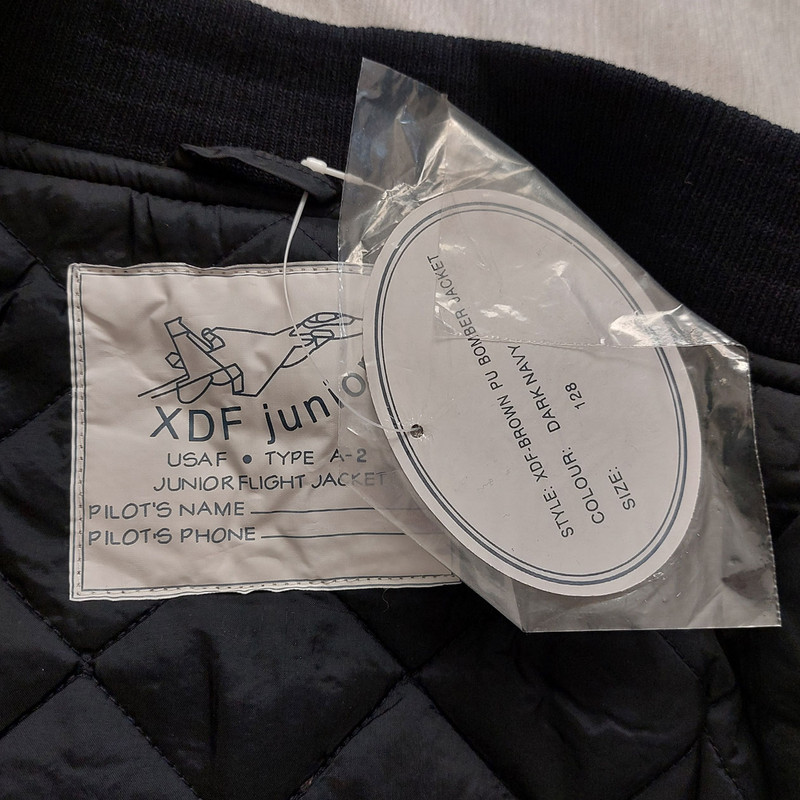 XDF junior
USAF • TYPE A-2
JUNIOR FLIGHT JACKET
PILOT'S NAME
PILOT'S PHONE
STYLE: XDF-BROWN PU BOMBER JACKET
COLOUR: DARK NAVY
SIZE: 128